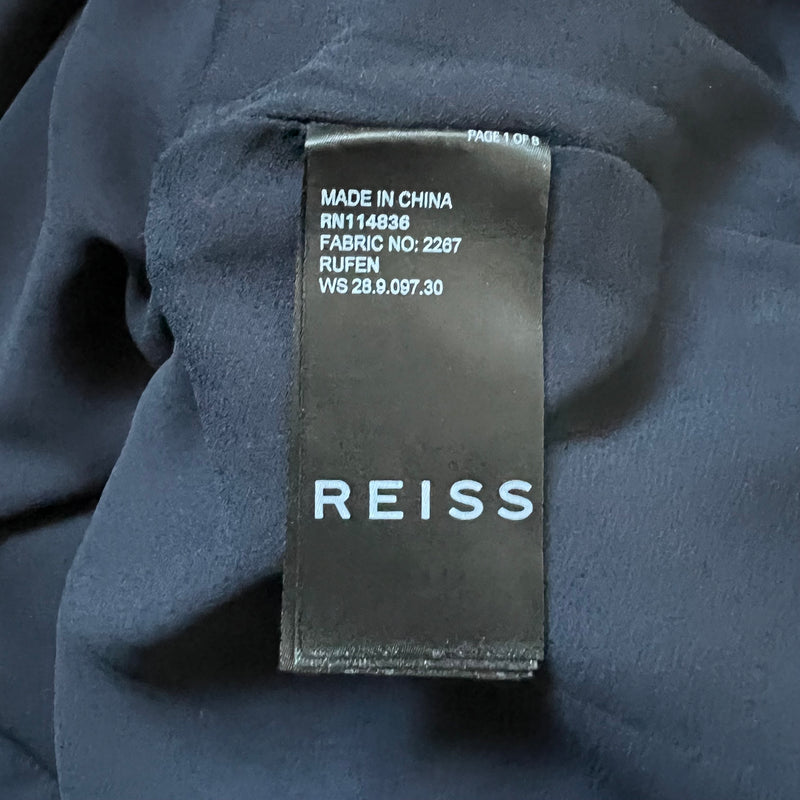 PAGE 1 OF 8
MADE IN CHINA
RN114836
FABRIC NO: 2267
RUFEN
WS 28.9.097.30
REISS